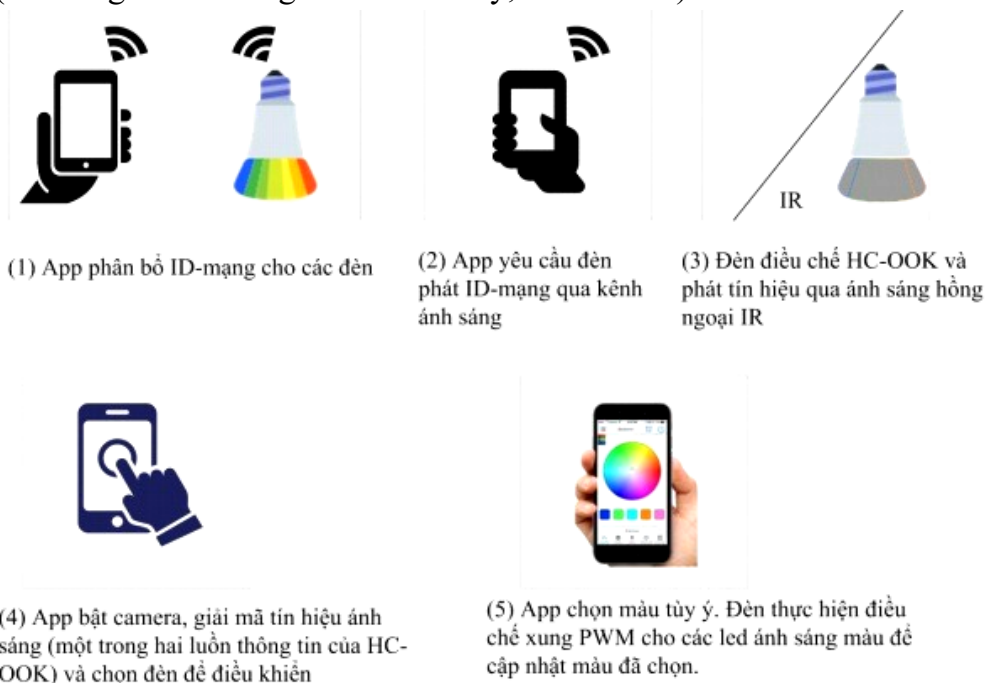 IR
(1) App phân bổ ID-mạng cho các đèn
(2) App yêu cầu đèn
phát ID-mạng qua kênh
ánh sáng
(3) Đèn điều chế HC-OOK và
phát tín hiệu qua ánh sáng hồng
ngoại IR
(4) App bật camera, giải mã tín hiệu ánh
sáng (một trong hai luồn thông tin của HC-
OOK) và chọn đèn để điều khiển
(5) App chọn màu tùy ý. Đèn thực hiện điều
chế xung PWM cho các led ánh sáng màu để
cập nhật màu đã chọn.